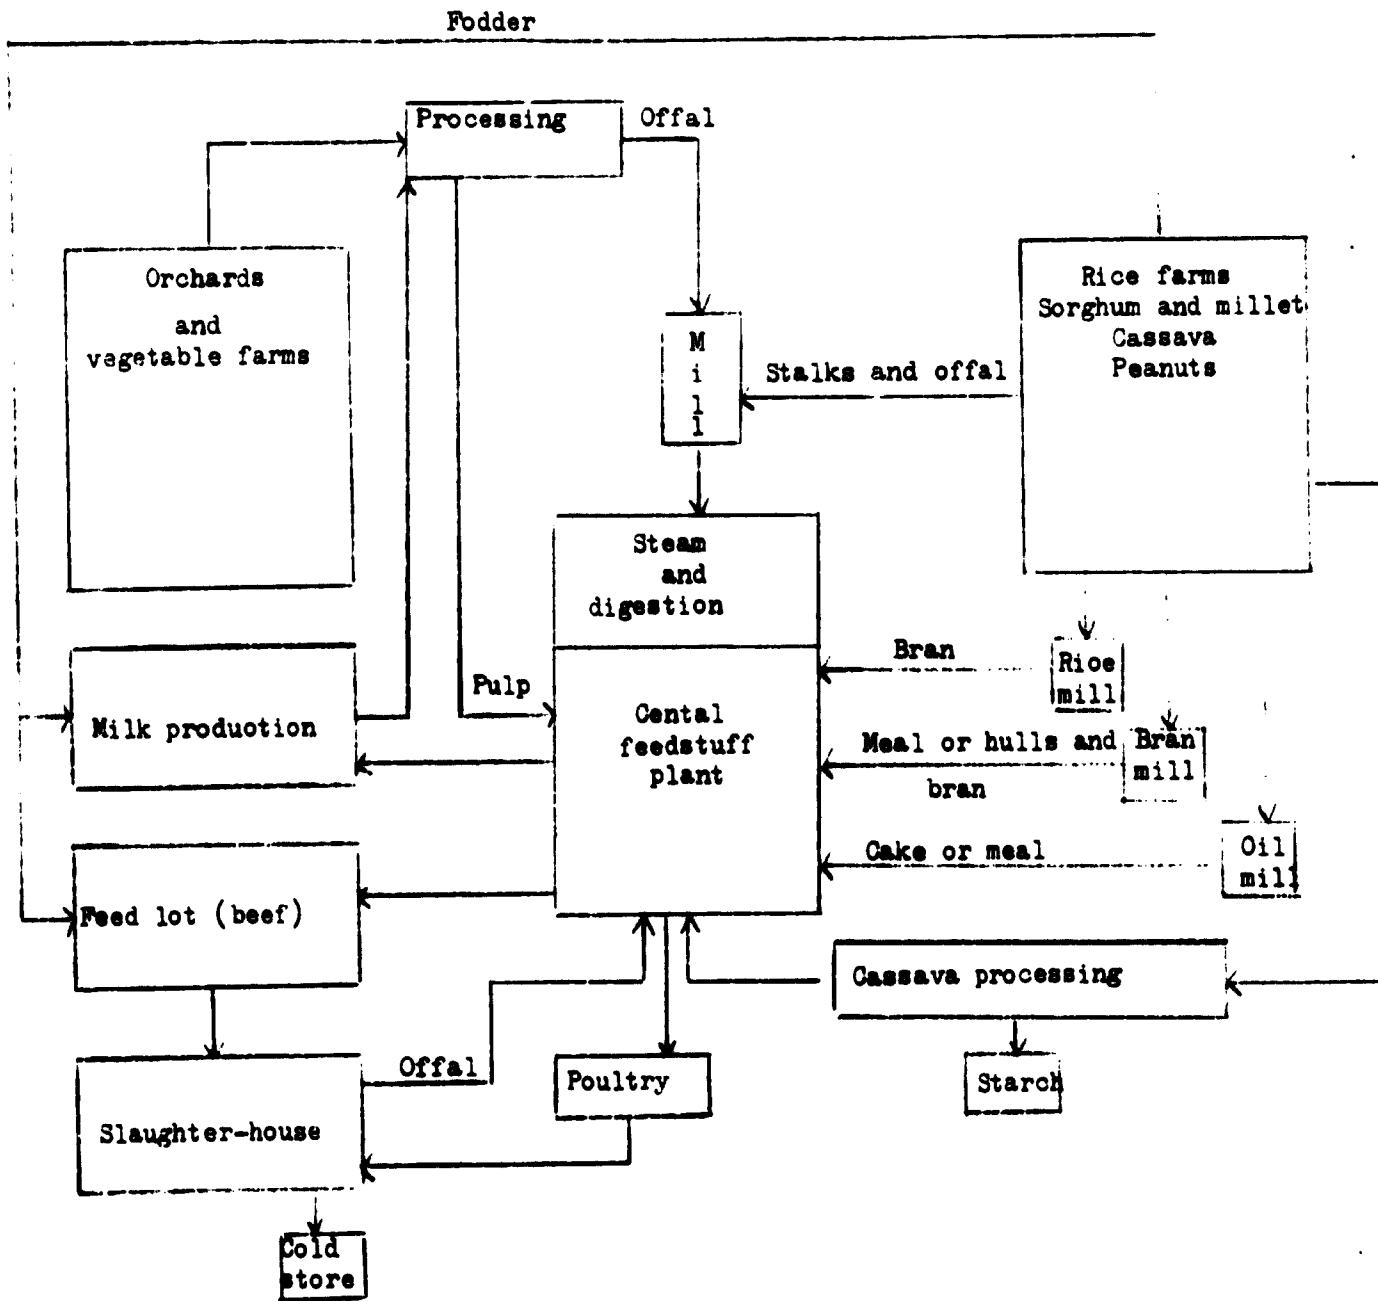 Fodder
Processing
Offal
Orchards
and
vagetable farms
Rice farms
Sorghum and millet
Cassava
Peanuts
Mill
Stalks and offal
Steam
and
digestion
Bran
Rice
mill
Pulp
Milk production
Cental
feedstuff
plant
Meal or hulls and
bran
Bran
mill
Cake or meal
Oil
mill
Feed lot (beef)
Cassava processing
Offal
Poultry
Starch
Slaughter-house
Cold
store